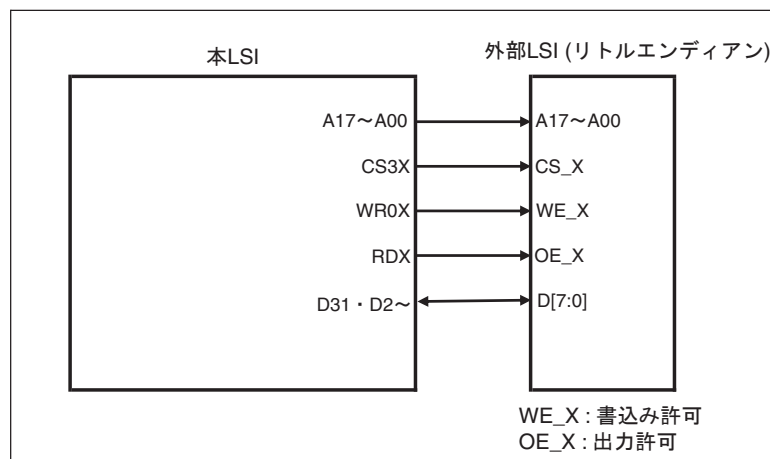 本LSI
外部LSI (リトルエンディアン)
A17～A00
A17～A00
CS3X
CS_X
WR0X
WE_X
RDX
OE_X
D31・D2～
D[7:0]
WE_X : 書込み許可
OE_X : 出力許可